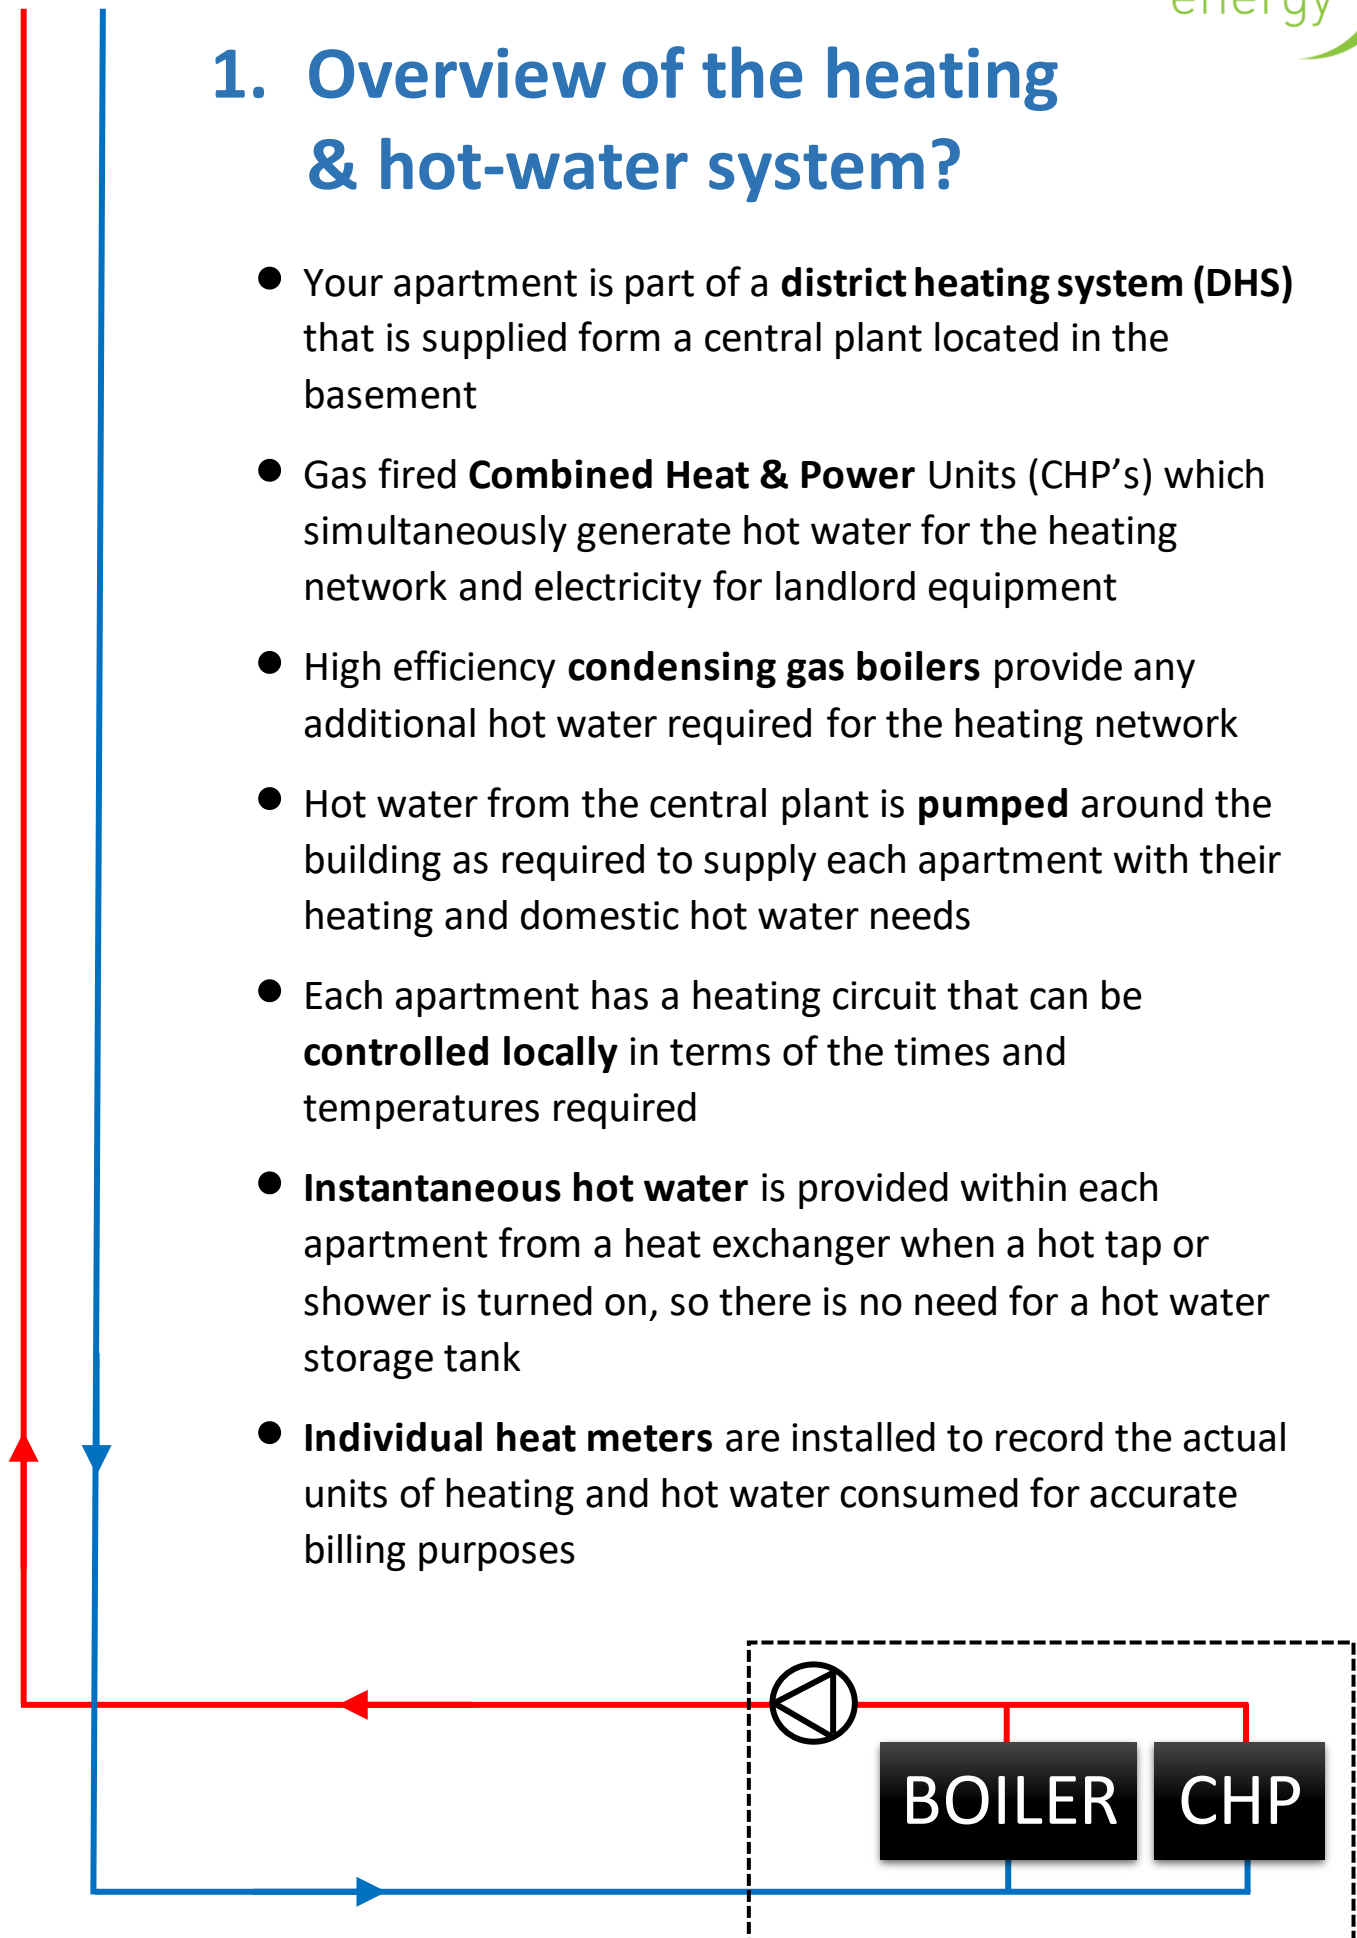 energy
1. Overview of the heating
& hot-water system?
● Your apartment is part of a district heating system (DHS)
that is supplied form a central plant located in the
basement
● Gas fired Combined Heat & Power Units (CHP’s) which
simultaneously generate hot water for the heating
network and electricity for landlord equipment
● High efficiency condensing gas boilers provide any
additional hot water required for the heating network
● Hot water from the central plant is pumped around the
building as required to supply each apartment with their
heating and domestic hot water needs
● Each apartment has a heating circuit that can be
controlled locally in terms of the times and
temperatures required
● Instantaneous hot water is provided within each
apartment from a heat exchanger when a hot tap or
shower is turned on, so there is no need for a hot water
storage tank
● Individual heat meters are installed to record the actual
units of heating and hot water consumed for accurate
billing purposes
BOILER CHP